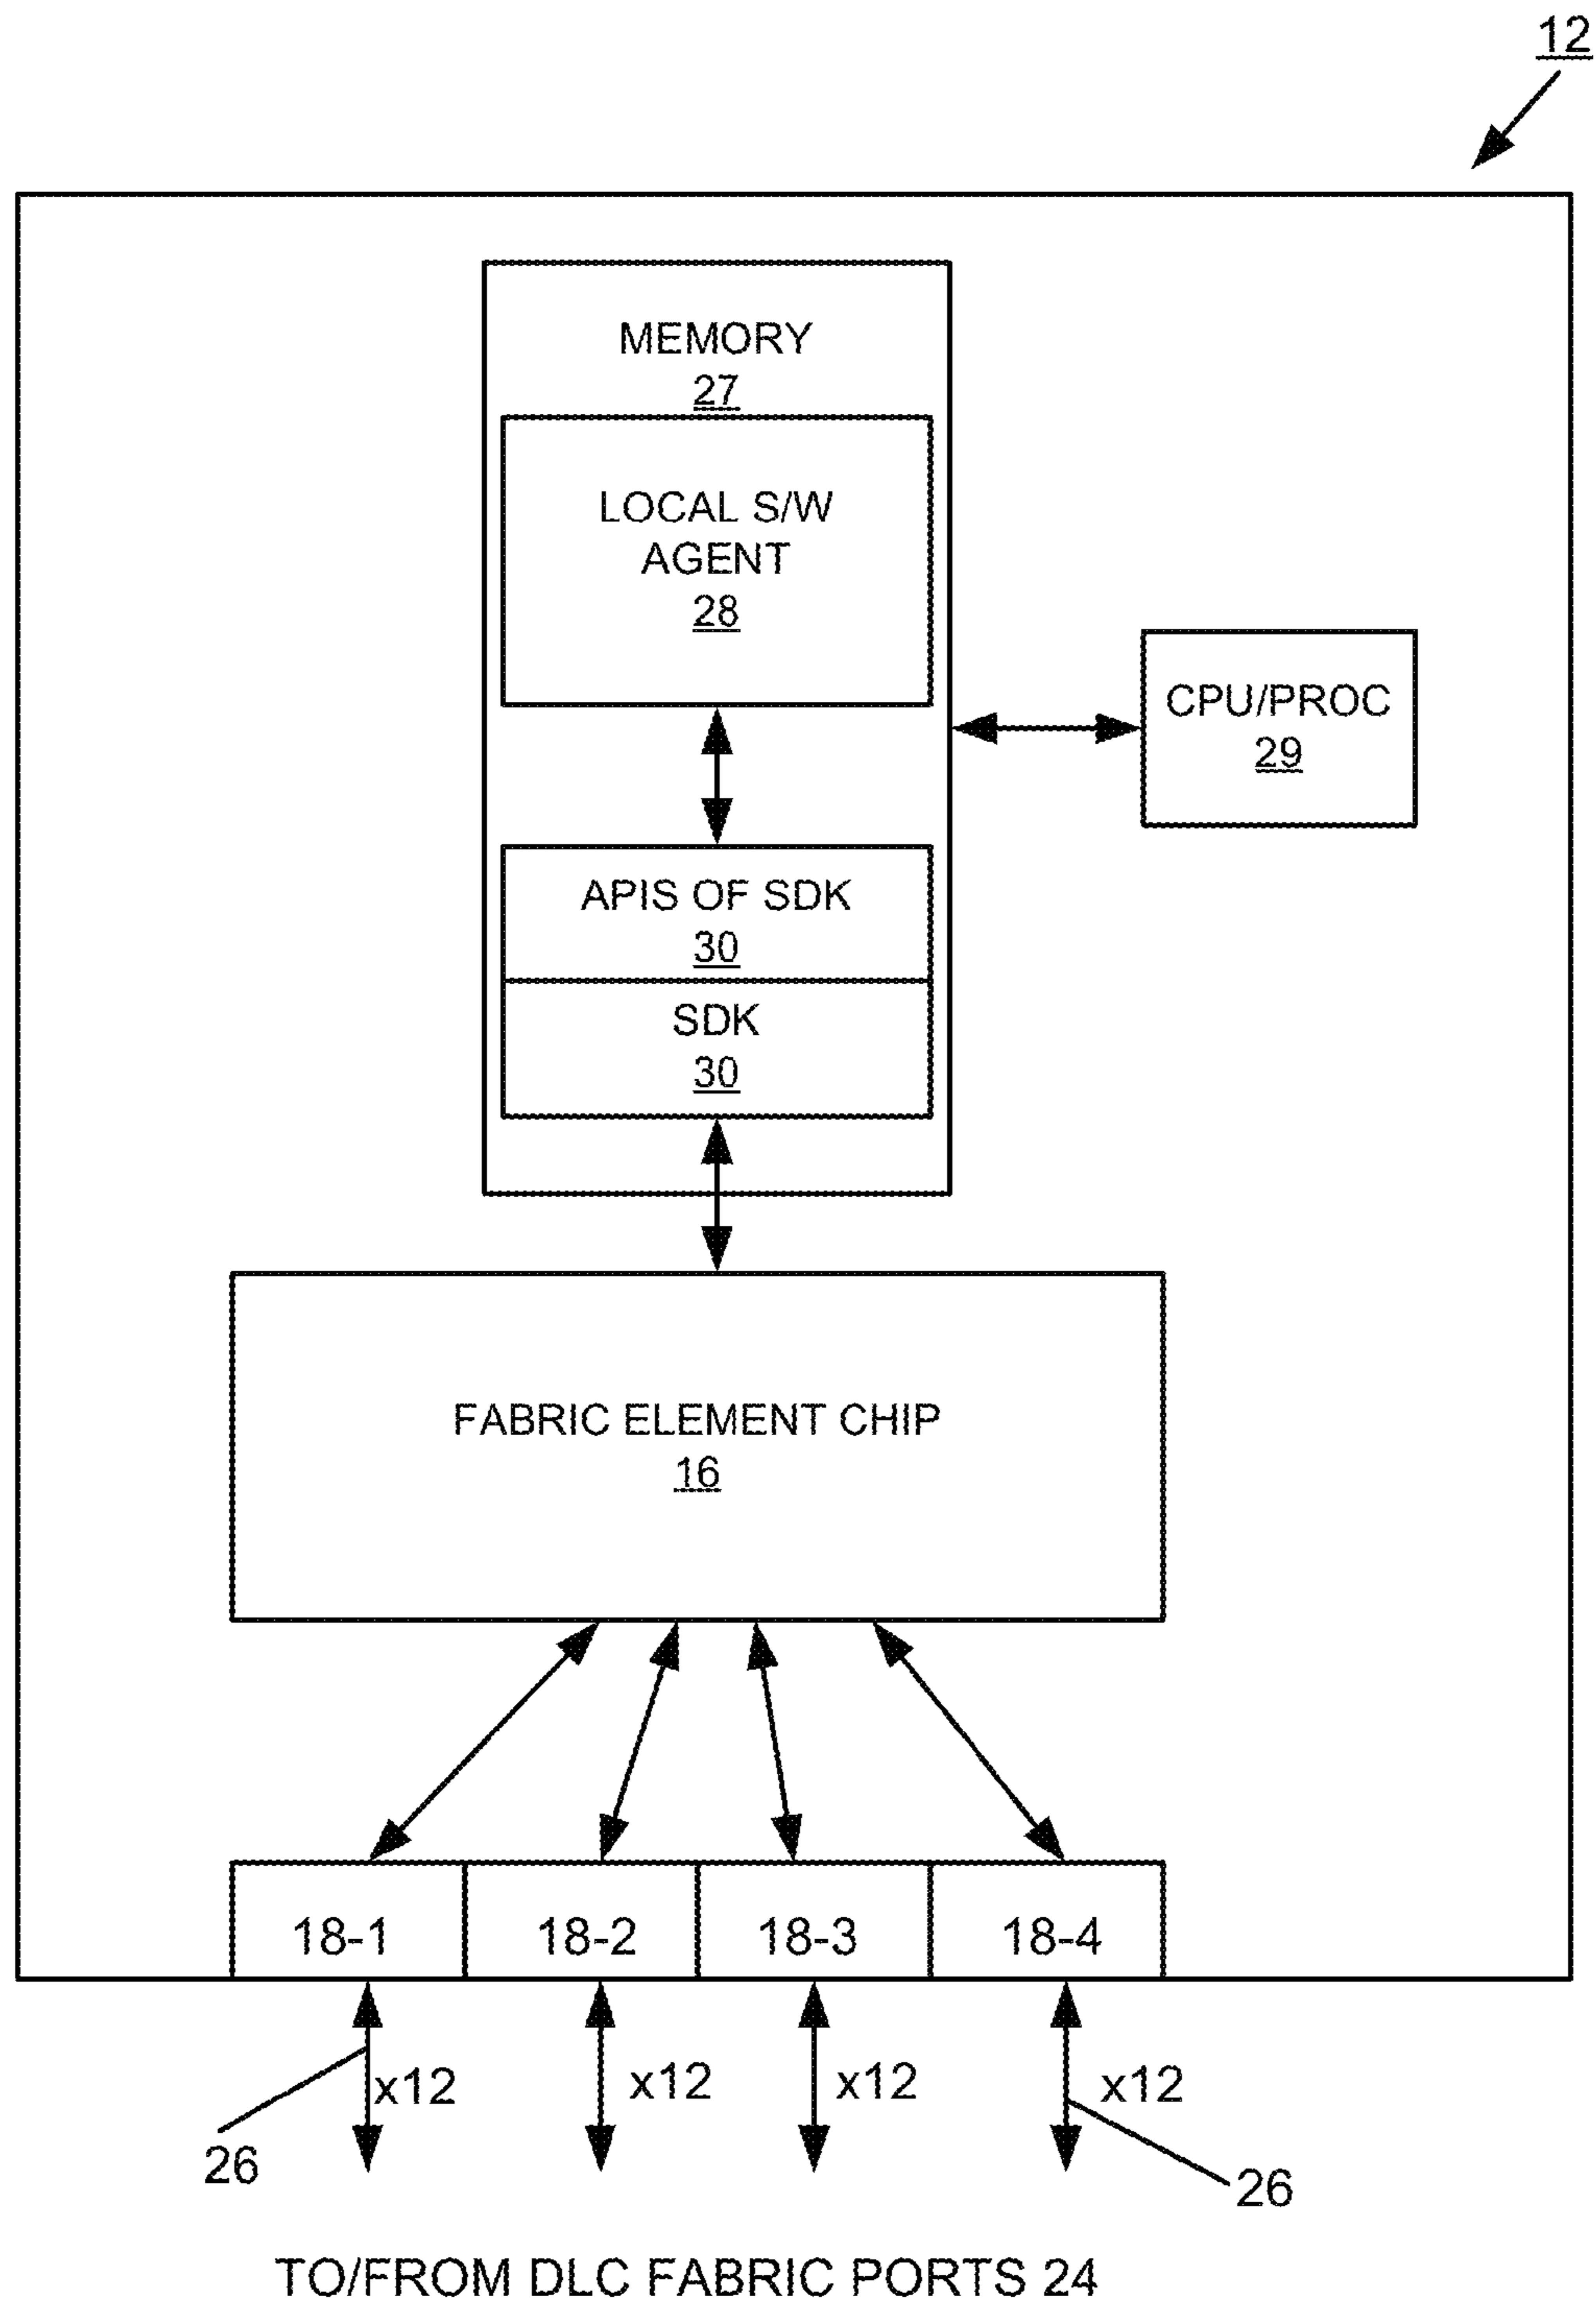 12
MEMORY
27
LOCAL S/W
AGENT
28
CPU/PROC
29
APIS OF SDK
30
SDK
30
FABRIC ELEMENT CHIP
16
18-1
18-2
18-3
18-4
x12
x12
x12
x12
26
26
TO/FROM DLC FABRIC PORTS 24